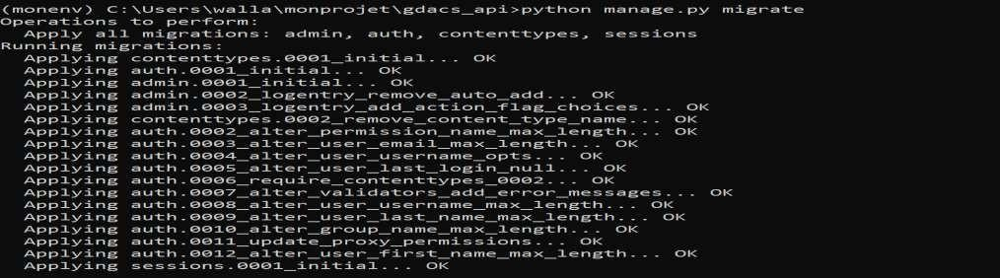 (monenv) C:\Users\walla\monprojet\gdacs_api>python manage.py migrate
Operations to perform:
  Apply all migrations: admin, auth, contenttypes, sessions
Running migrations:
  Applying contenttypes.0001_initial... OK
  Applying auth.0001_initial... OK
  Applying admin.0001_initial... OK
  Applying admin.0002_logentry_remove_auto_add... OK
  Applying admin.0003_logentry_add_action_flag_choices... OK
  Applying contenttypes.0002_remove_content_type_name... OK
  Applying auth.0002_alter_permission_name_max_length... OK
  Applying auth.0003_alter_user_email_max_length... OK
  Applying auth.0004_alter_user_username_opts... OK
  Applying auth.0005_alter_user_last_login_null... OK
  Applying auth.0006_require_contenttypes_0002... OK
  Applying auth.0007_alter_validators_add_error_messages... OK
  Applying auth.0008_alter_user_username_max_length... OK
  Applying auth.0009_alter_user_last_name_max_length... OK
  Applying auth.0010_alter_group_name_max_length... OK
  Applying auth.0011_update_proxy_permissions... OK
  Applying auth.0012_alter_user_first_name_max_length... OK
  Applying sessions.0001_initial... OK